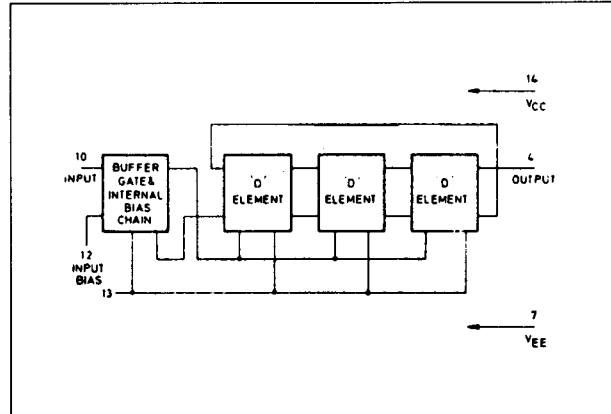 14
VCC
10
INPUT
BUFFER
GATE &
INTERNAL
BIAS
CHAIN
'D'
ELEMENT
'D'
ELEMENT
'D'
ELEMENT
4
OUTPUT
12
INPUT
BIAS
13
7
VEE